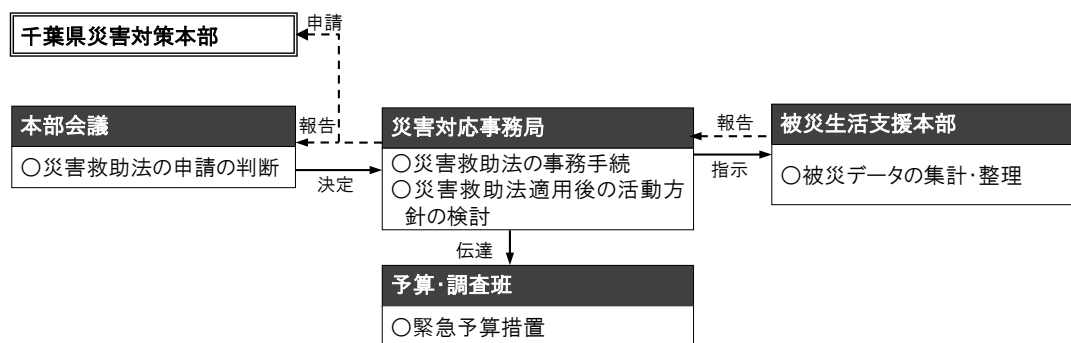 申請
千葉県災害対策本部
本部会議
○災害救助法の申請の判断
報告
決定
災害対応事務局
○災害救助法の事務手続
○災害救助法適用後の活動方
針の検討
報告
指示
被災生活支援本部
○被災データの集計・整理
伝達
予算・調査班
○緊急予算措置